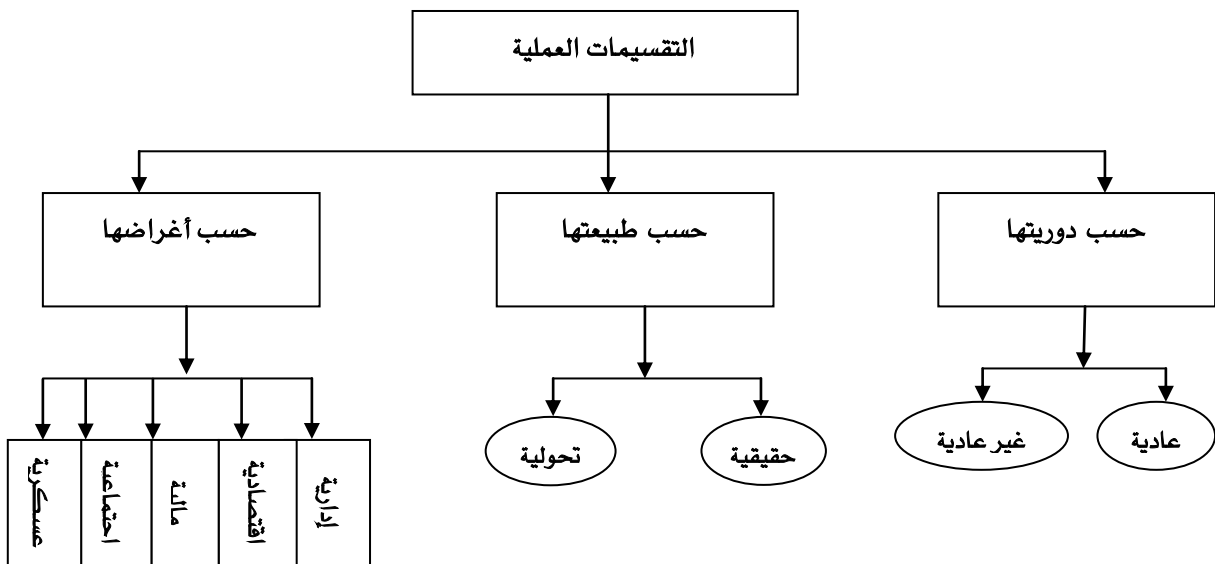 التقسيمات العملية
حسب دوريتها
حسب طبيعتها
حسب أغراضها
عادية
غير عادية
حقيقية
تحولية
إدارية
اقتصادية
مالية
اجتماعية
عسكرية